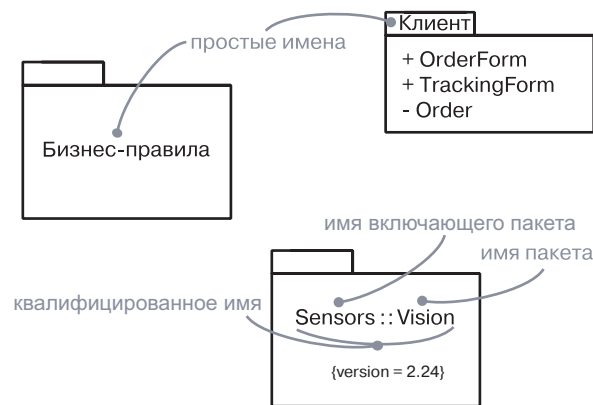 Клиент
простые имена
+ OrderForm
+ TrackingForm
- Order
Бизнес-правила
имя включающего пакета
имя пакета
квалифицированное имя
Sensors :: Vision
{version = 2.24}